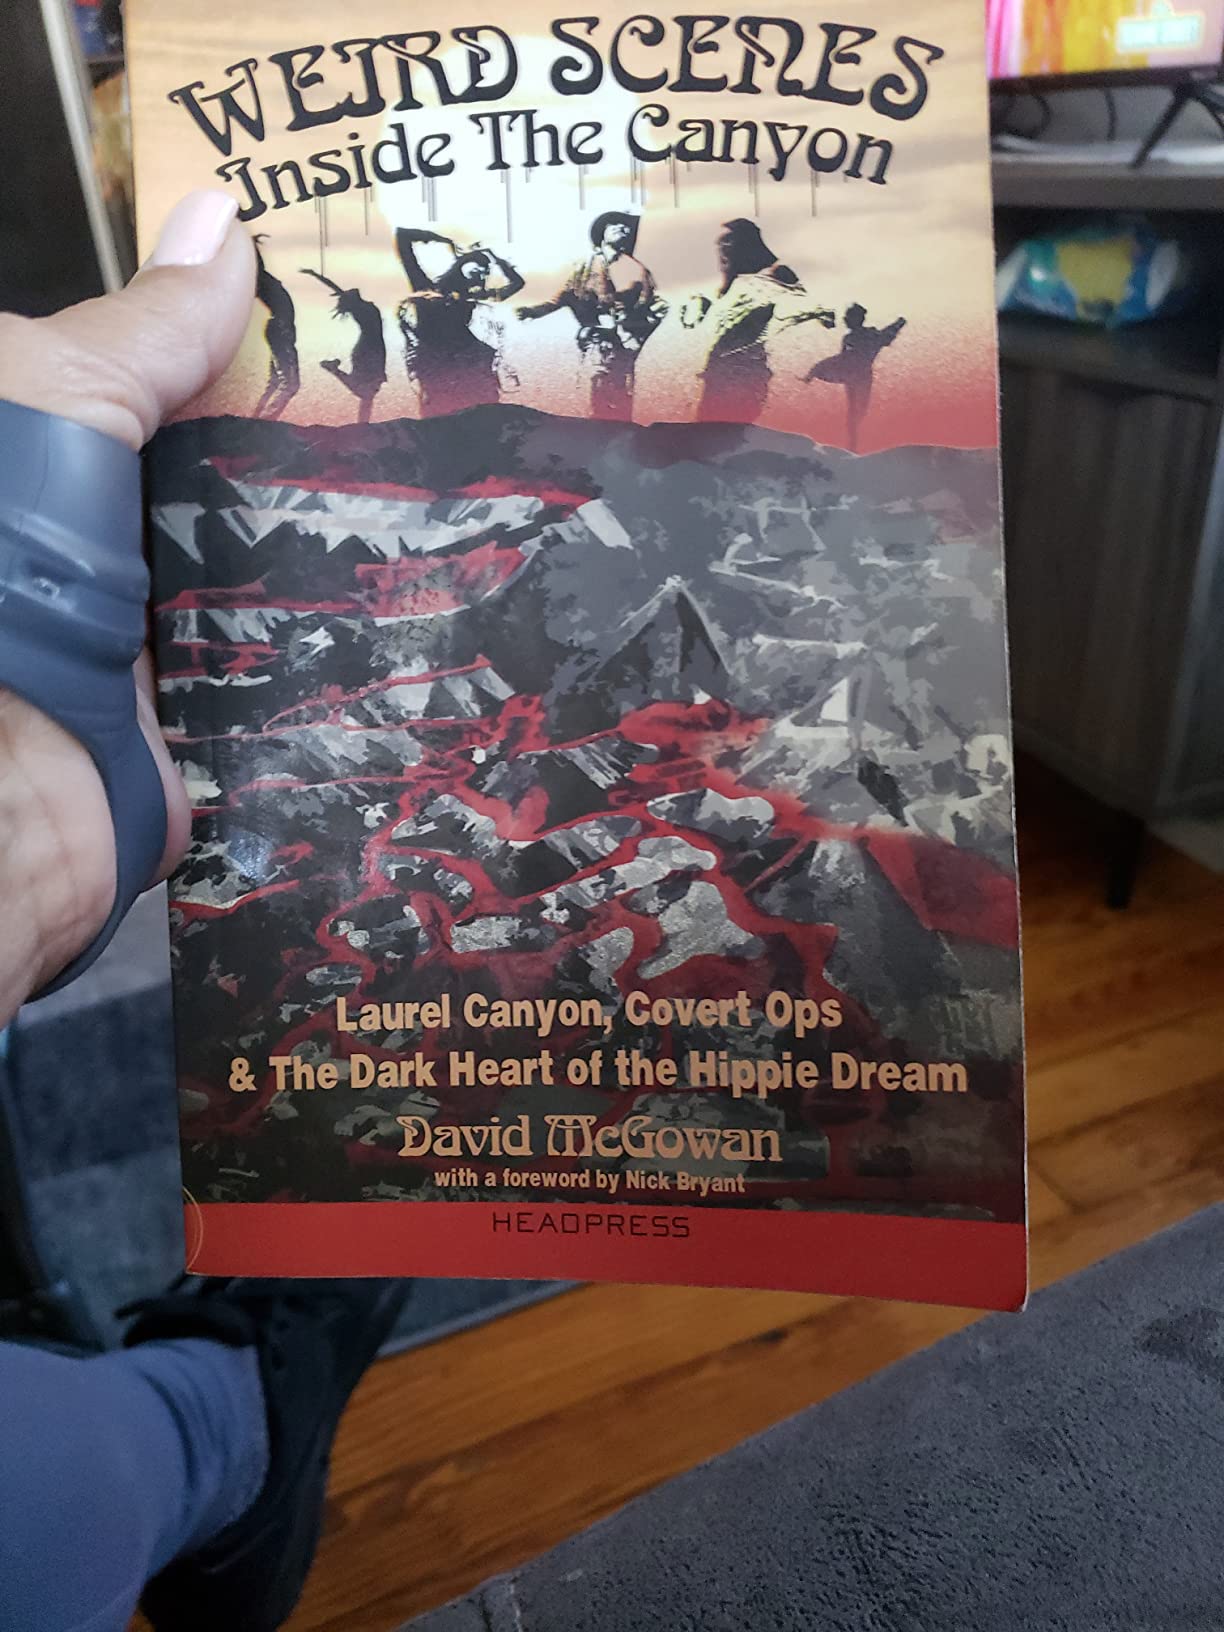 WEIRD SCENES
Inside The Canyon
Laurel Canyon, Covert Ops
& The Dark Heart of the Hippie Dream
David McGowan
with a foreword by Nick Bryant
HEADPRESS